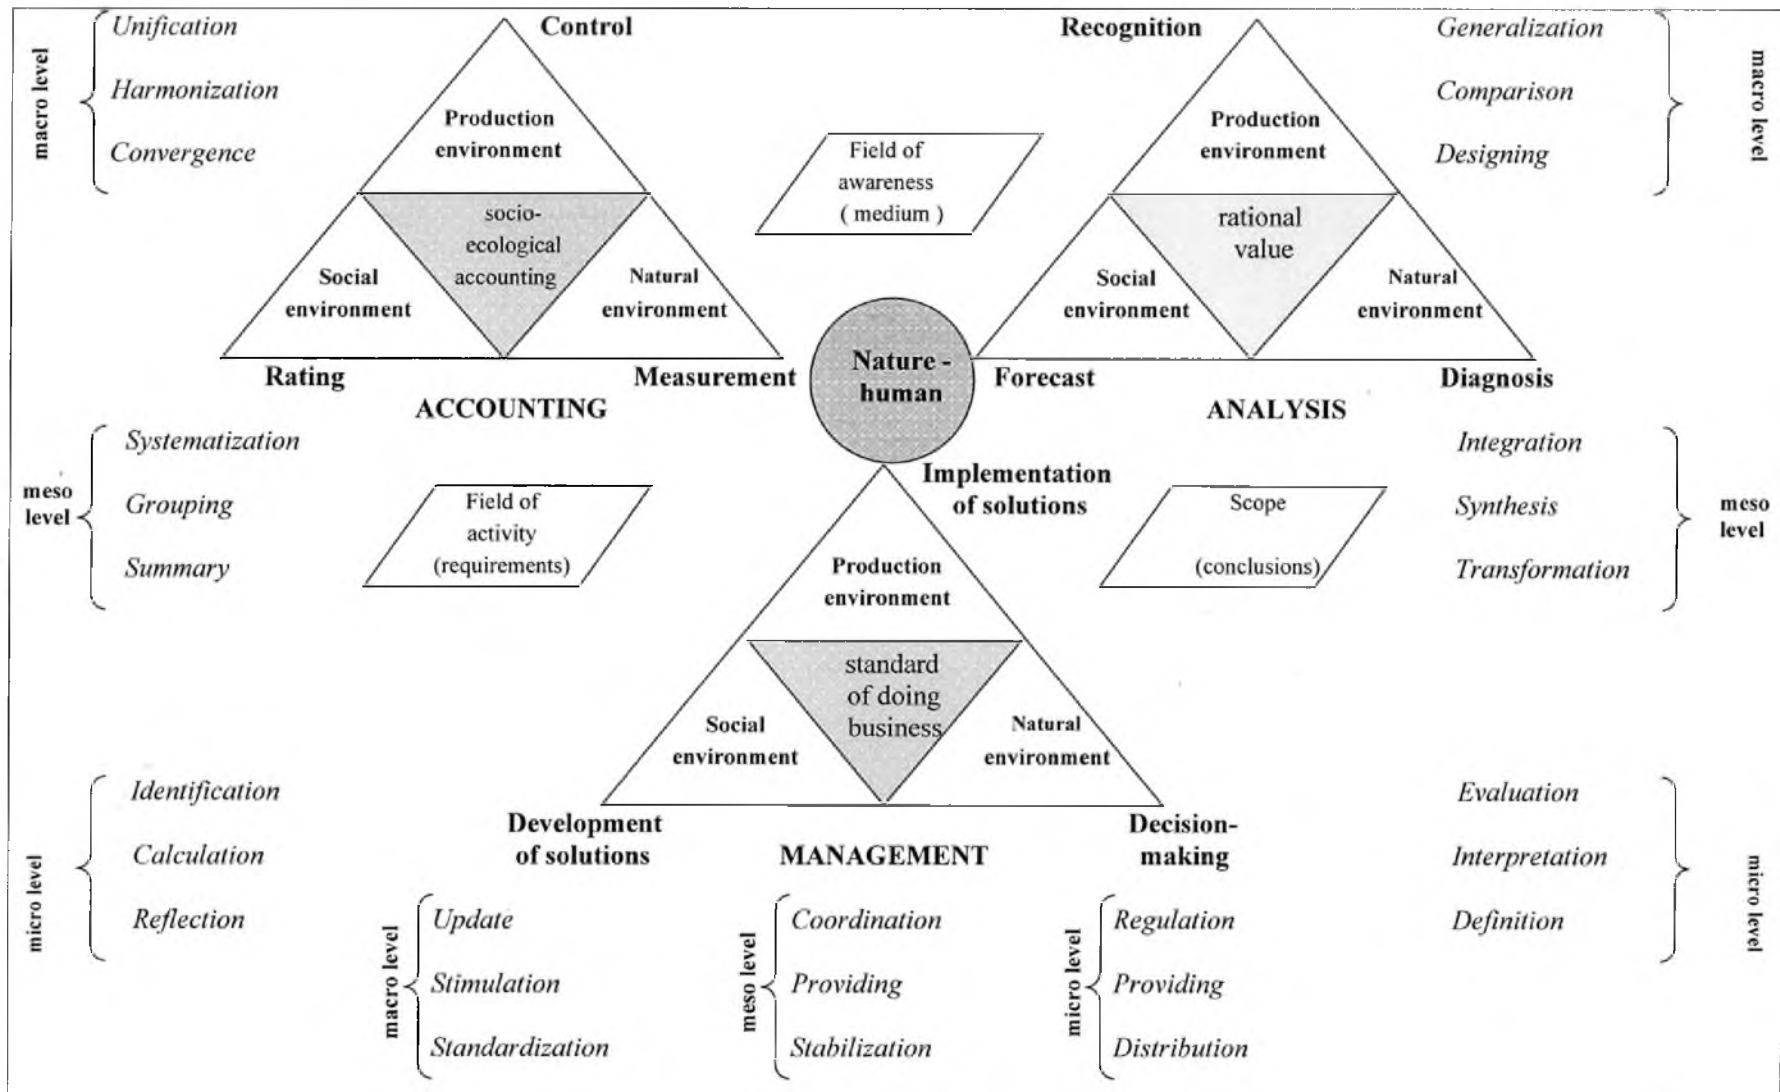 Unification
Harmonization
Convergence
macro level
Control
Production
environment
socio-
ecological
accounting
Social
environment
Natural
environment
Rating
Measurement
ACCOUNTING
Field of
awareness
( medium )
Nature -
human
Recognition
Production
environment
rational
value
Social
environment
Natural
environment
Forecast
Diagnosis
ANALYSIS
Generalization
Comparison
Designing
macro level
Systematization
Grouping
Summary
meso
level
Field of
activity
(requirements)
Implementation
of solutions
Scope
(conclusions)
Integration
Synthesis
Transformation
meso
level
Production
environment
standard
of doing
business
Social
environment
Natural
environment
Development
of solutions
MANAGEMENT
Decision-
making
Identification
Calculation
Reflection
micro level
Evaluation
Interpretation
Definition
micro level
macro level
Update
Stimulation
Standardization
meso level
Coordination
Providing
Stabilization
micro level
Regulation
Providing
Distribution